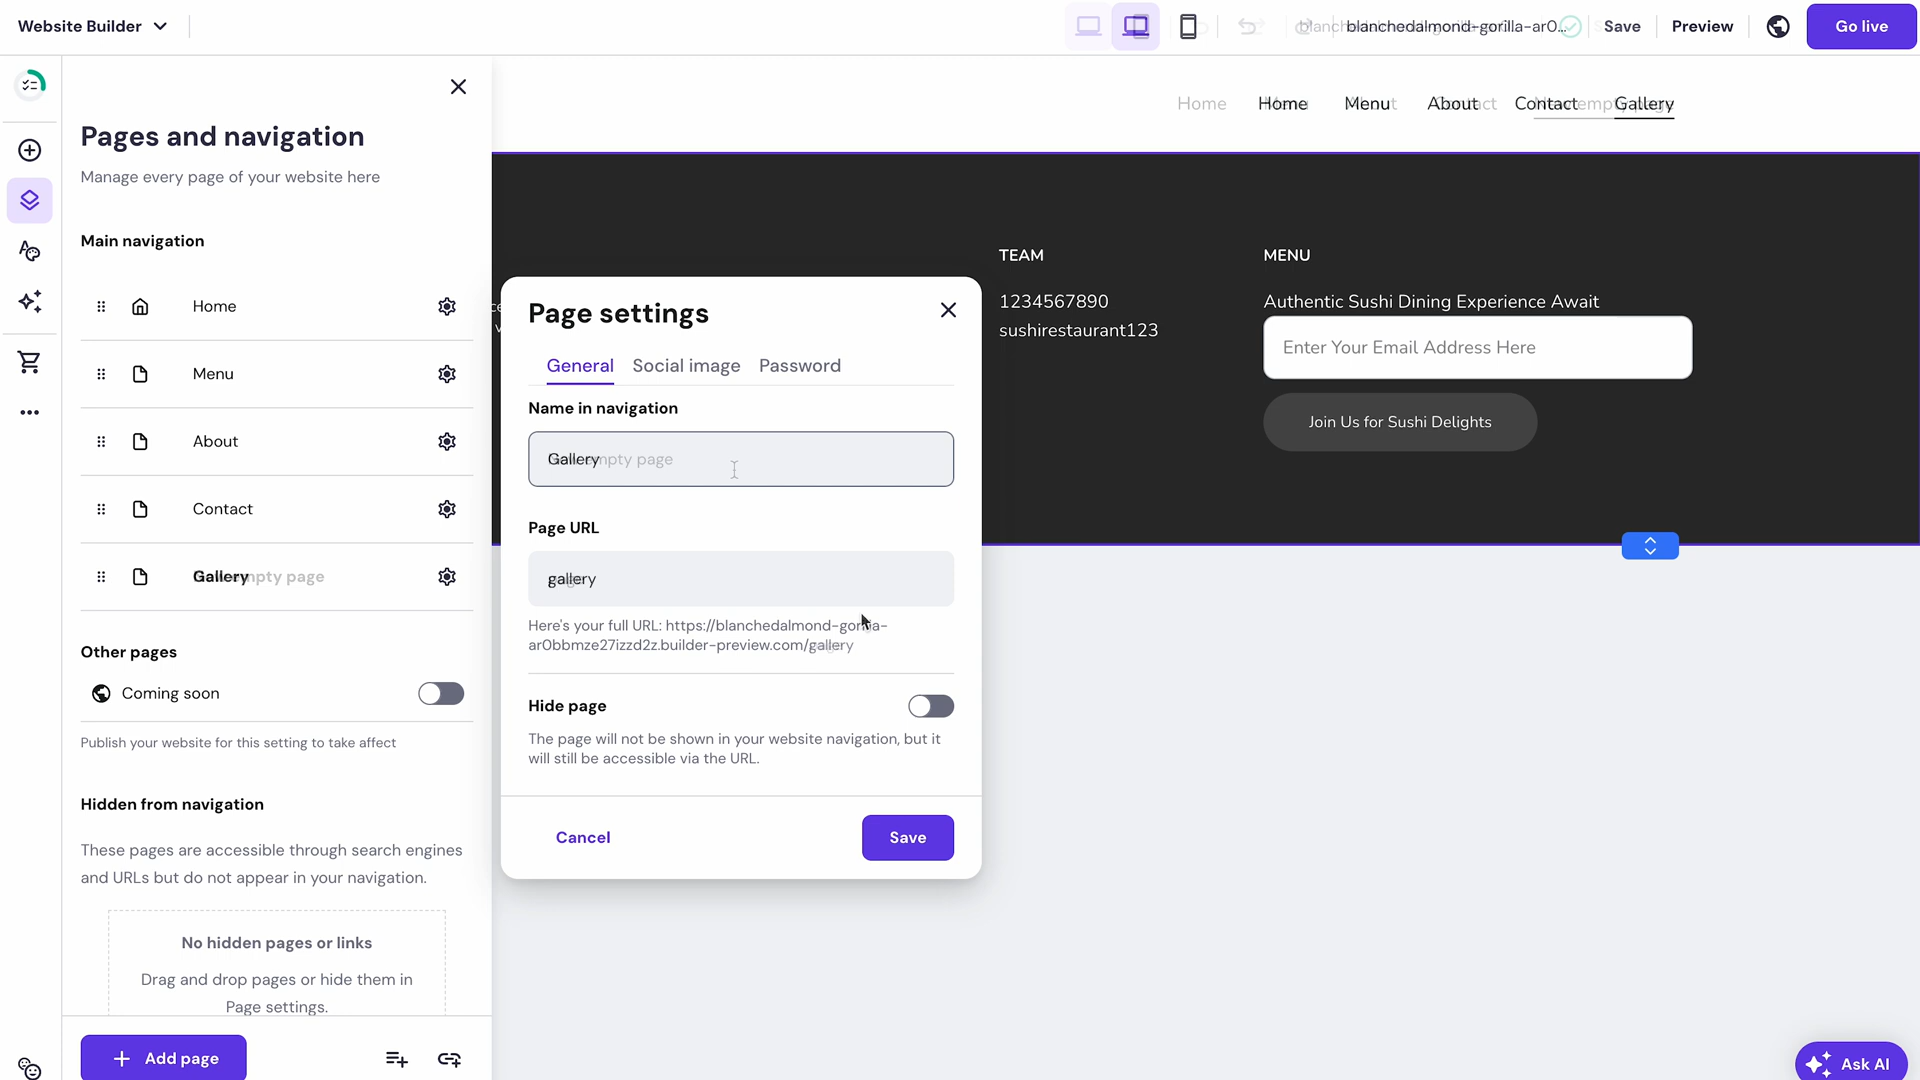 Website Builder
blanchedalmond-gorilla-ar0...
Save
Preview
Go live
Home
Home
Menu
About
Contact
Gallery
Pages and navigation
Manage every page of your website here
Main navigation
Home
Menu
About
Contact
Gallery empty page
Other pages
Coming soon
Publish your website for this setting to take affect
Hidden from navigation
These pages are accessible through search engines
and URLs but do not appear in your navigation.
No hidden pages or links
Drag and drop pages or hide them in
Page settings.
Add page
Page settings
General
Social image
Password
Name in navigation
Gallery empty page
Page URL
gallery
Here's your full URL: https://blanchedalmond-gorilla-
ar0bbmze27izzd2z.builder-preview.com/gallery
Hide page
The page will not be shown in your website navigation, but it
will still be accessible via the URL.
Cancel
Save
TEAM
1234567890
sushirestaurant123
MENU
Authentic Sushi Dining Experience Await
Enter Your Email Address Here
Join Us for Sushi Delights
Ask AI